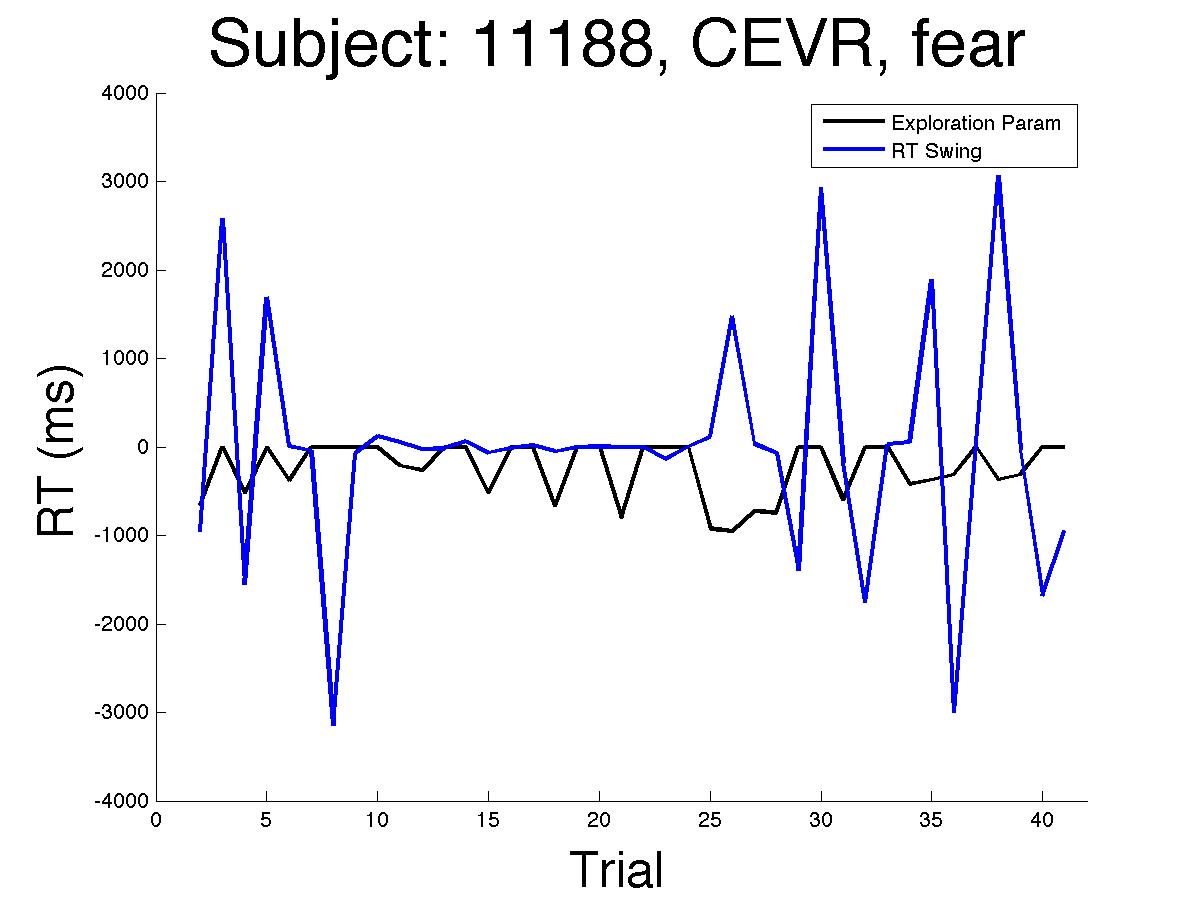 Subject: 11188, CEVR, fear
Exploration Param
RT Swing
4000
3000
2000
1000
0
-1000
-2000
-3000
-4000
RT (ms)
0 5 10 15 20 25 30 35 40
Trial